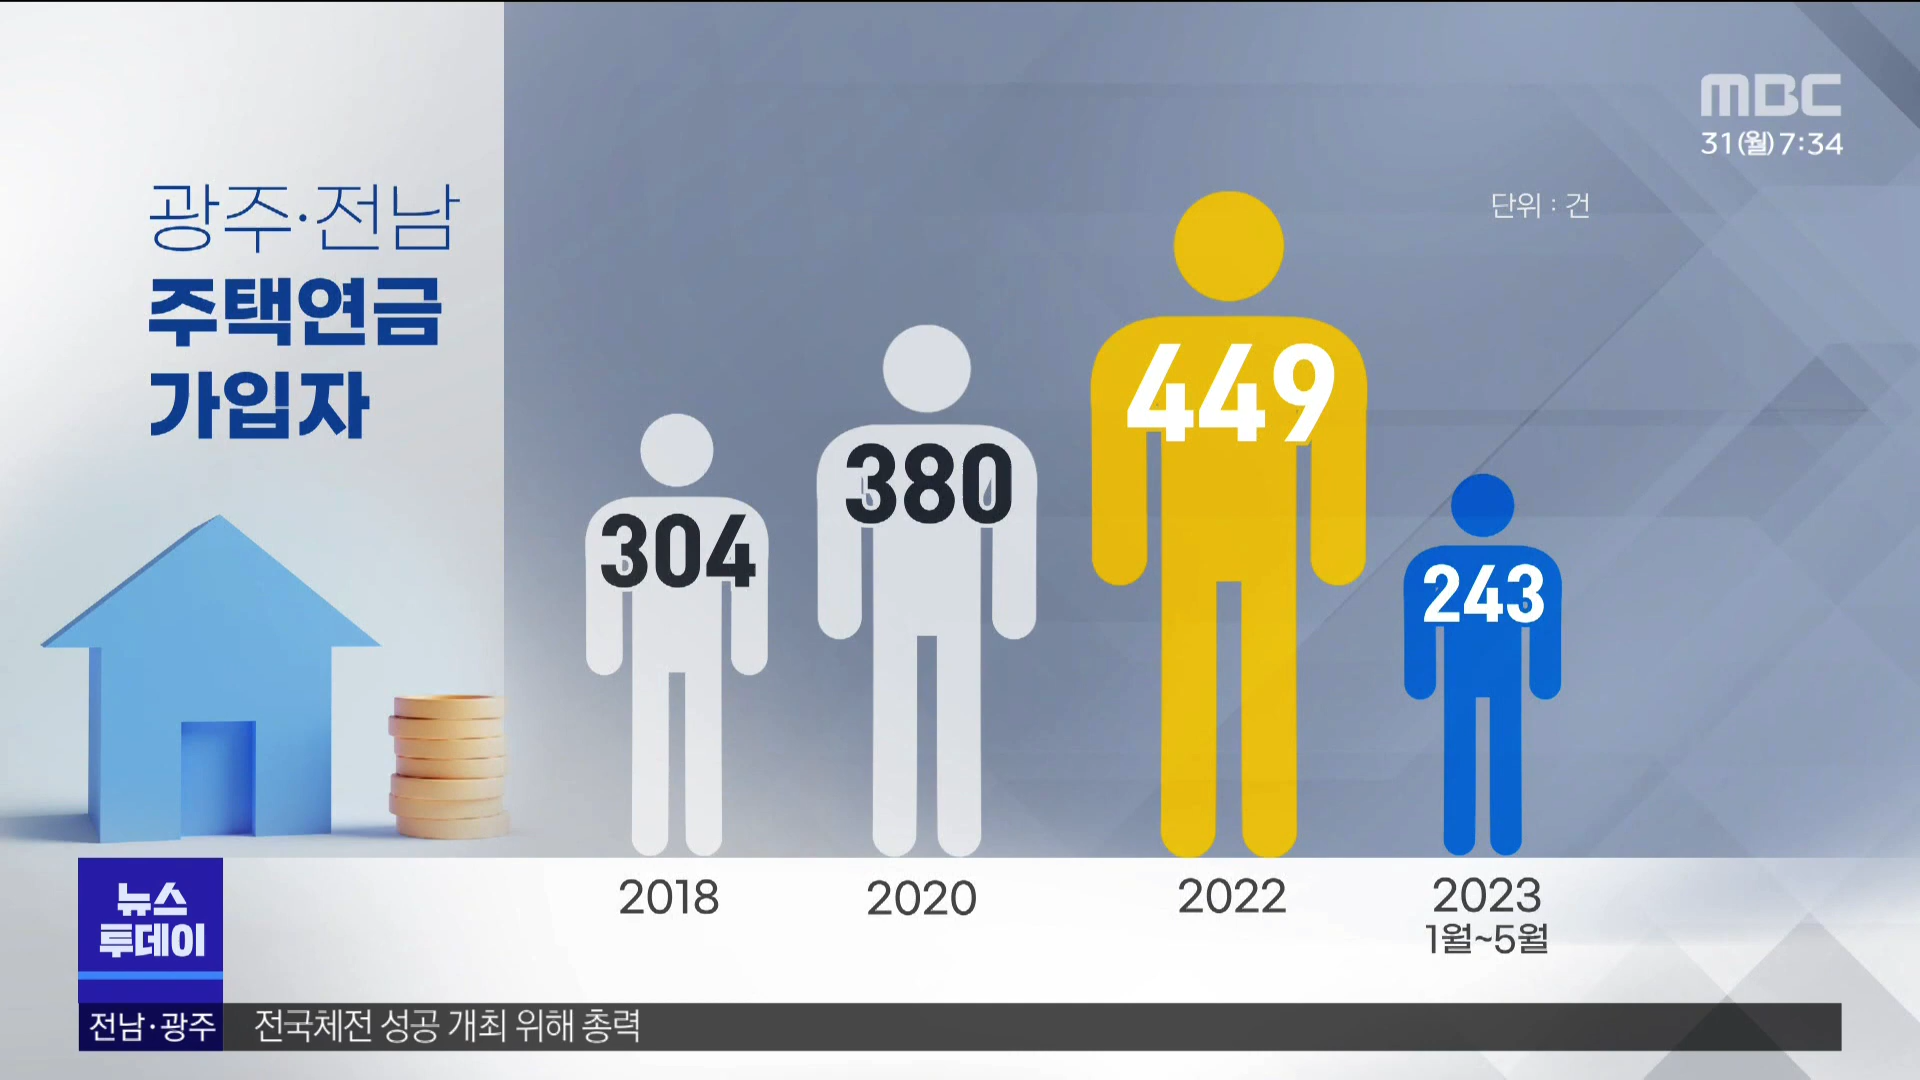 MBC
31(월) 7:34
광주·전남
주택연금
가입자
단위 : 건
304
380
449
243
2018
2020
2022
2023
1월~5월
뉴스
투데이
전남·광주
전국체전 성공 개최 위해 총력